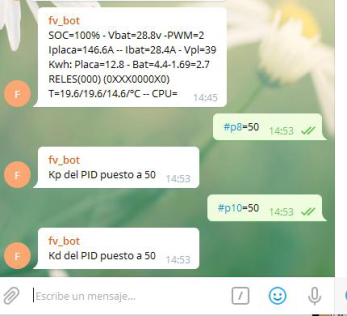 fv_bot
SOC=100% - Vbat=28.8v -PWM=2
Iplaca=146.6A -- Ibat=28.4A - Vpl=39
Kwh: Placa=12.8 - Bat=4.4-1.69=2.7
RELES(000) (0XXX0000X0)
T=19.6/19.6/14.6/°C -- CPU=
14:45
F
#p8=50 14:53
fv_bot
Kp del PID puesto a 50 14:53
F
#p10=50 14:53
fv_bot
Kd del PID puesto a 50 14:53
F
Escribe un mensaje...